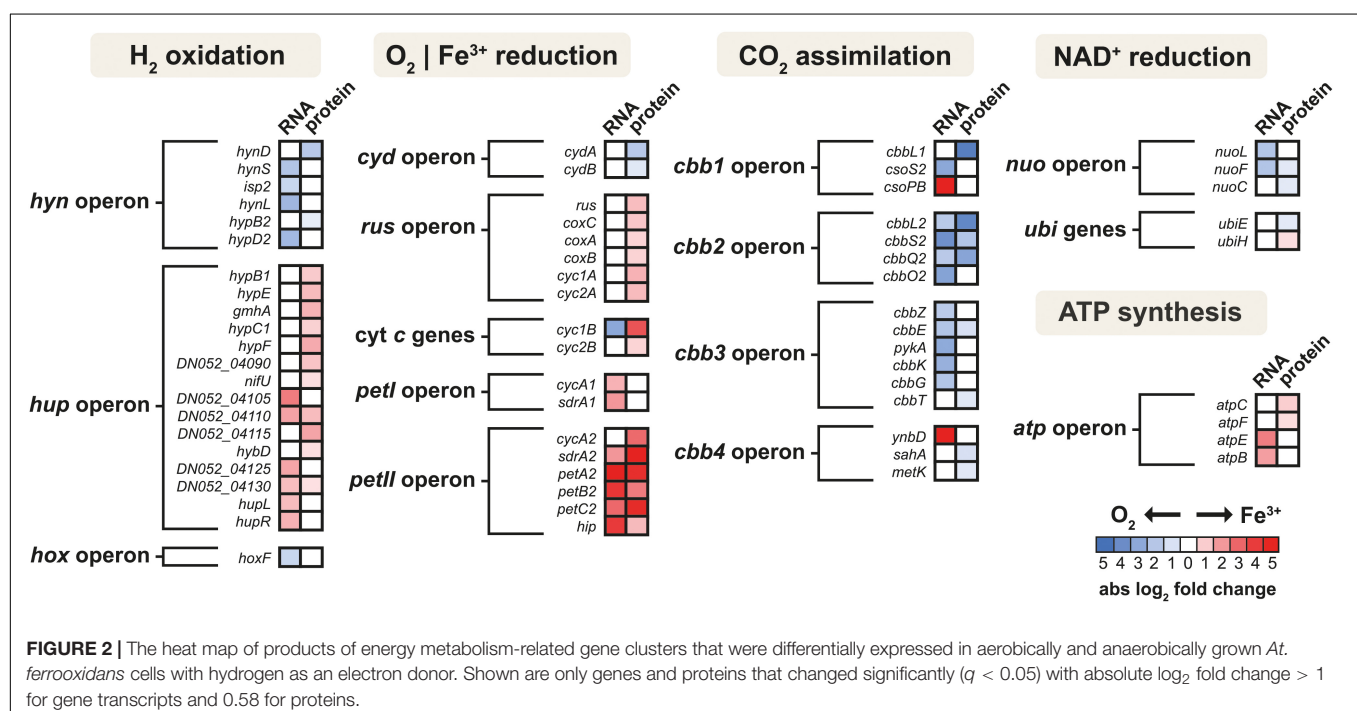 H₂ oxidation
RNA protein
hyn operon
hynD
hynS
isp2
hynL
hypB2
hypD2
hup operon
hypB1
hypE
gmhA
hypC1
hypF
DN052_04090
nifU
DN052_04105
DN052_04110
DN052_04115
hybD
DN052_04125
DN052_04130
hupL
hupR
hox operon
hoxF
O₂ | Fe³⁺ reduction
RNA protein
cyd operon
cydA
cydB
rus operon
rus
coxC
coxA
coxB
cyc1A
cyc2A
cyt c genes
cyc1B
cyc2B
petI operon
cycA1
sdrA1
petII operon
cycA2
sdrA2
petA2
petB2
petC2
hip
CO₂ assimilation
RNA protein
cbb1 operon
cbbL1
csoS2
csoPB
cbb2 operon
cbbL2
cbbS2
cbbQ2
cbbO2
cbb3 operon
cbbZ
cbbE
pykA
cbbK
cbbG
cbbT
cbb4 operon
ynbD
sahA
metK
NAD⁺ reduction
RNA protein
nuo operon
nuoL
nuoF
nuoC
ubi genes
ubiE
ubiH
ATP synthesis
RNA protein
atp operon
atpC
atpF
atpE
atpB
O₂ ← → Fe³⁺
5 4 3 2 1 0 1 2 3 4 5
abs log₂ fold change
FIGURE 2 | The heat map of products of energy metabolism-related gene clusters that were differentially expressed in aerobically and anaerobically grown At.
ferrooxidans cells with hydrogen as an electron donor. Shown are only genes and proteins that changed significantly (q < 0.05) with absolute log₂ fold change > 1
for gene transcripts and 0.58 for proteins.